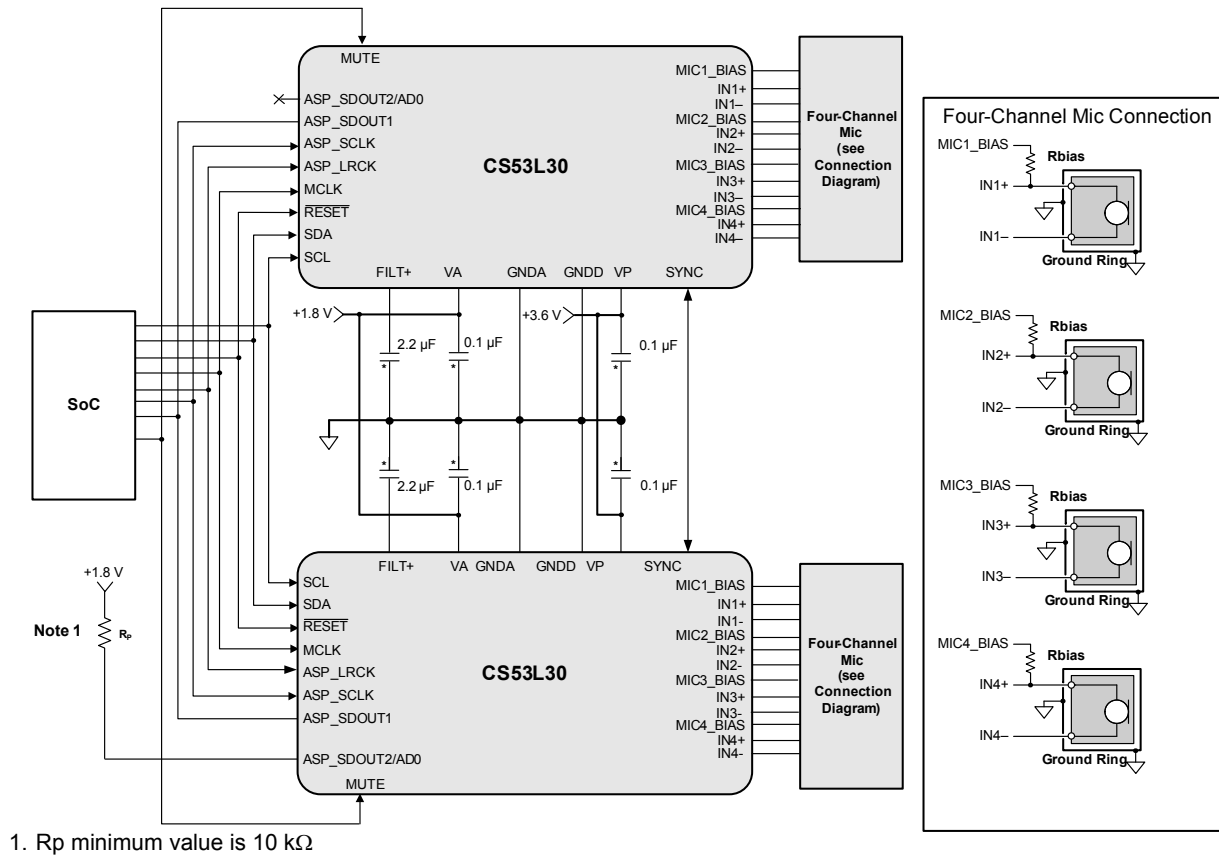 MUTE
ASP_SDOUT2/AD0
ASP_SDOUT1
ASP_SCLK
ASP_LRCK
MCLK
RESET
SDA
SCL
CS53L30
MIC1_BIAS
IN1+
IN1–
MIC2_BIAS
IN2+
IN2–
MIC3_BIAS
IN3+
IN3–
MIC4_BIAS
IN4+
IN4–
FILT+
VA
GNDA
GNDD
VP
SYNC
Four-Channel
Mic
(see
Connection
Diagram)
+1.8 V
+3.6 V
2.2 µF
*
0.1 µF
*
0.1 µF
*
SoC
*
2.2 µF
*
0.1 µF
*
0.1 µF
+1.8 V
Note 1
RP
FILT+
VA
GNDA
GNDD
VP
SYNC
SCL
SDA
RESET
MCLK
ASP_LRCK
ASP_SCLK
ASP_SDOUT1
ASP_SDOUT2/AD0
MUTE
CS53L30
MIC1_BIAS
IN1+
IN1-
MIC2_BIAS
IN2+
IN2-
MIC3_BIAS
IN3+
IN3-
MIC4_BIAS
IN4+
IN4-
Four-Channel
Mic
(see
Connection
Diagram)
Four-Channel Mic Connection
MIC1_BIAS
Rbias
IN1+
IN1–
Ground Ring
MIC2_BIAS
Rbias
IN2+
IN2–
Ground Ring
MIC3_BIAS
Rbias
IN3+
IN3–
Ground Ring
MIC4_BIAS
Rbias
IN4+
IN4–
Ground Ring
1. Rp minimum value is 10 kΩ